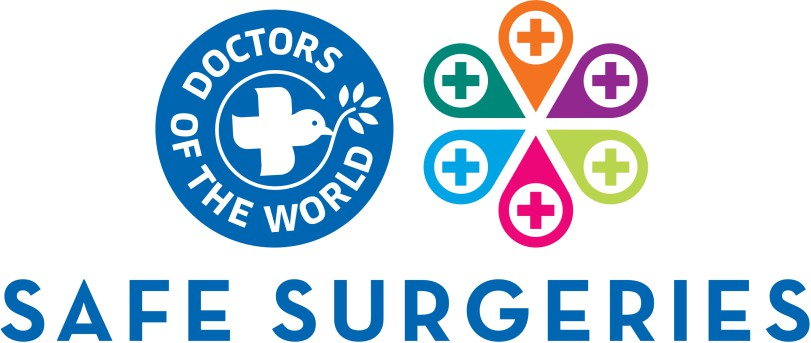 DOCTORS
OF THE WORLD
SAFE SURGERIES